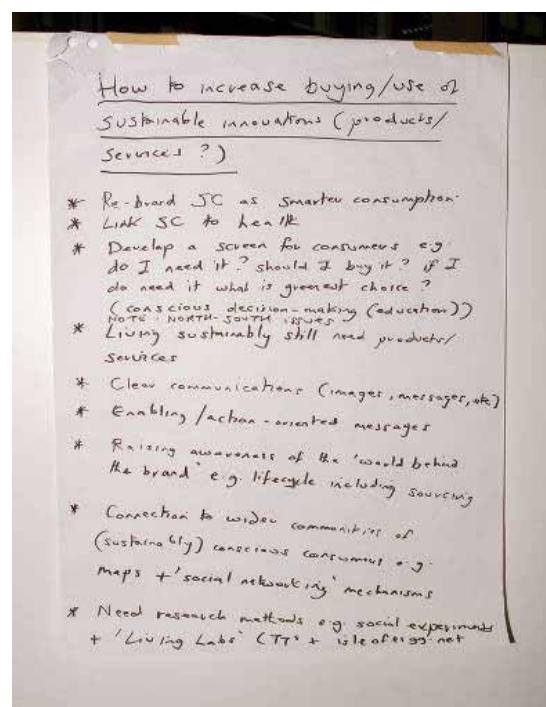 How to increase buying/use of
sustainable innovations (products/
services?)
* Re-brand SC as smarter consumption.
* Link SC to health
* Develop a screen for consumers e.g.
do I need it? should I buy it? if I
do need it what is greenest choice?
(conscious decision-making (education))
NOTE: NORTH-SOUTH ISSUES
* Living sustainably still need products/
services
* Clear communications (images, messages, etc)
* Enabling/action-oriented messages
* Raising awareness of the 'world behind
the brand' e.g. lifecycle including sourcing
* Connection to wider communities of
(sustainably) conscious consumers e.g.
maps + 'social networking' mechanisms
* Need research methods e.g. social experiments
+ 'Living Labs' + isleofeigg.net